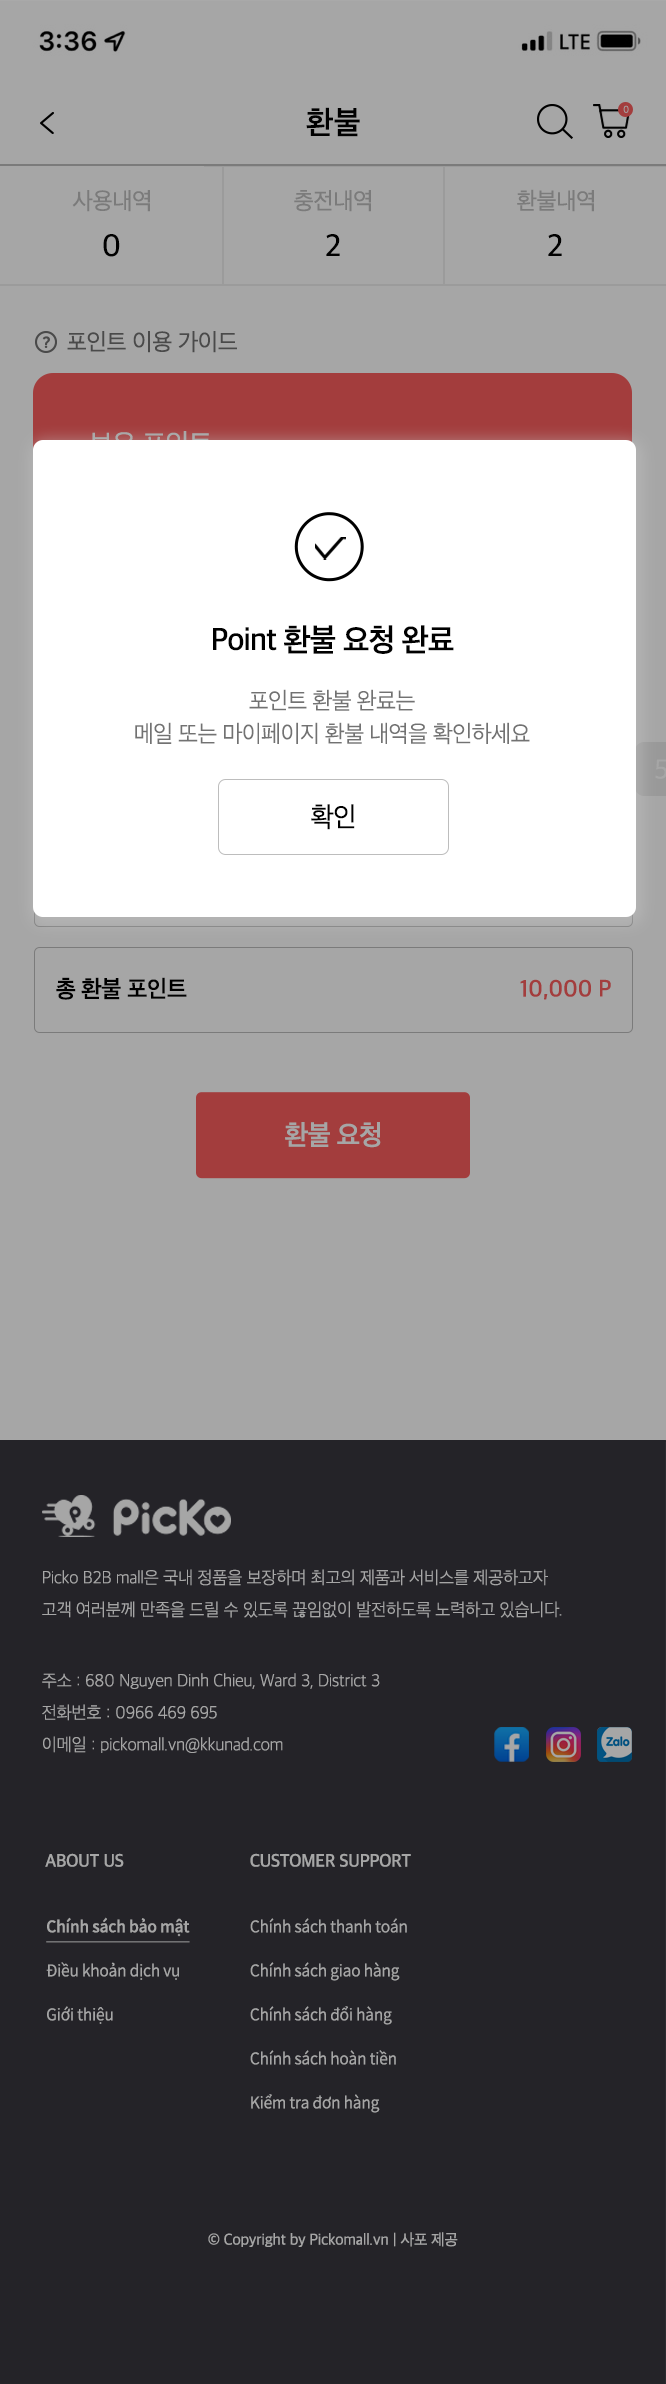 3:36 LTE
환불
0
사용내역 충전내역 환불내역
0 2 2
포인트 이용 가이드
보유 포인트
Point 환불 요청 완료
포인트 환불 완료는
메일 또는 마이페이지 환불 내역을 확인하세요
확인
5
총 환불 포인트 10,000 P
환불 요청
PicKo
Picko B2B mall은 국내 정품을 보장하며 최고의 제품과 서비스를 제공하고자
고객 여러분께 만족을 드릴 수 있도록 끊임없이 발전하도록 노력하고 있습니다.
주소 : 680 Nguyen Dinh Chieu, Ward 3, District 3
전화번호 : 0966 469 695
이메일 : pickomall.vn@kkunad.com
Zalo
ABOUT US
Chính sách bảo mật
Điều khoản dịch vụ
Giới thiệu
CUSTOMER SUPPORT
Chính sách thanh toán
Chính sách giao hàng
Chính sách đổi hàng
Chính sách hoàn tiền
Kiểm tra đơn hàng
© Copyright by Pickomall.vn | 사포 제공